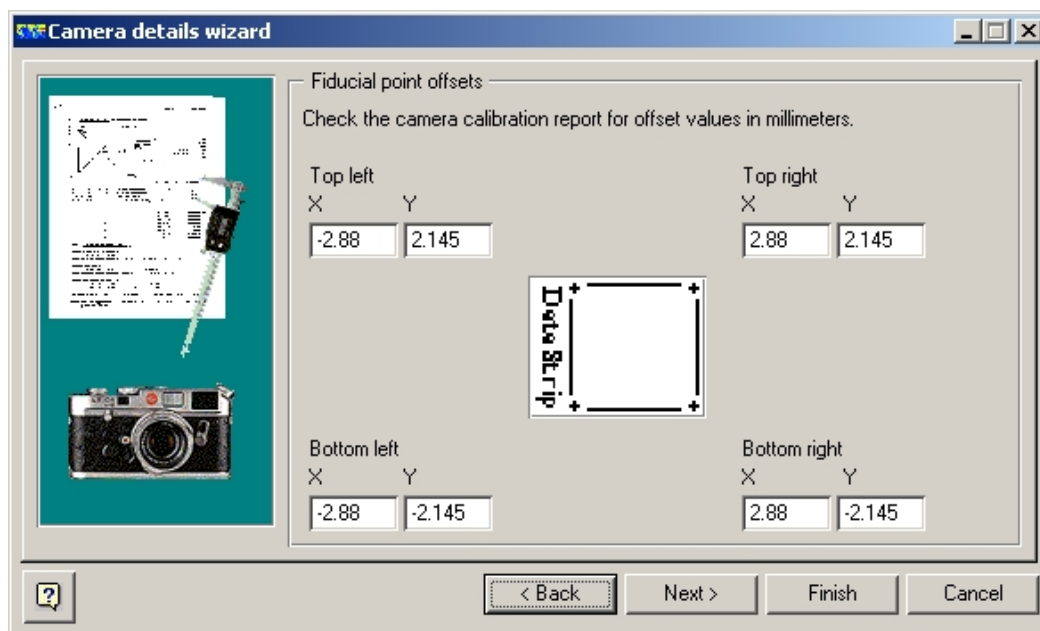 Camera details wizard
Fiducial point offsets
Check the camera calibration report for offset values in millimeters.
Top left
X Y
-2.88 2.145
Top right
X Y
2.88 2.145
Data Strip
Bottom left
X Y
-2.88 -2.145
Bottom right
X Y
2.88 -2.145
< Back Next > Finish Cancel